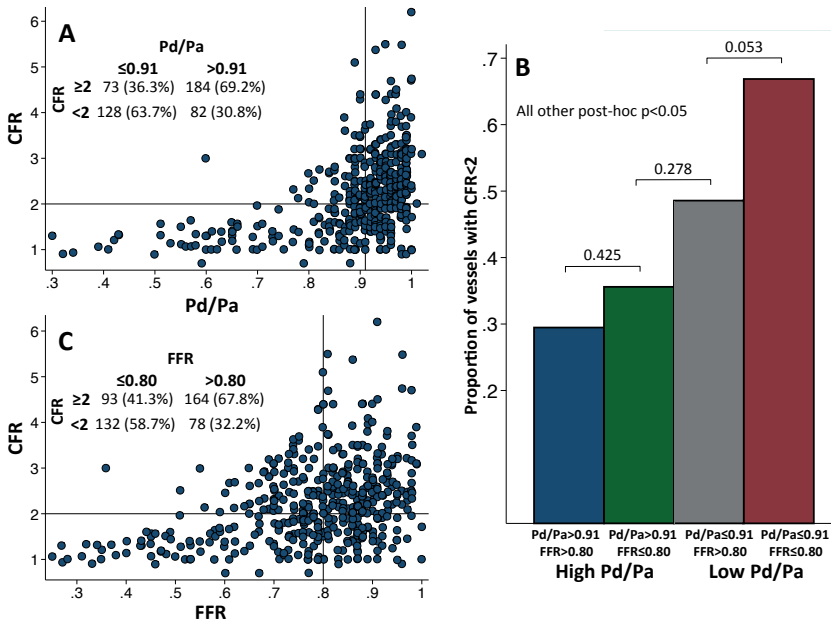 A
Pd/Pa
≤0.91 >0.91
CFR
≥2 73 (36.3%) 184 (69.2%)
<2 128 (63.7%) 82 (30.8%)
CFR
6
5
4
3
2
1
.3 .4 .5 .6 .7 .8 .9 1
Pd/Pa
C
FFR
≤0.80 >0.80
CFR
≥2 93 (41.3%) 164 (67.8%)
<2 132 (58.7%) 78 (32.2%)
CFR
6
5
4
3
2
1
.3 .4 .5 .6 .7 .8 .9 1
FFR
B
0.053
All other post-hoc p<0.05
0.278
0.425
Proportion of vessels with CFR<2
.7
.6
.5
.4
.3
.2
Pd/Pa>0.91 Pd/Pa>0.91 Pd/Pa≤0.91 Pd/Pa≤0.91
FFR>0.80 FFR≤0.80 FFR>0.80 FFR≤0.80
High Pd/Pa Low Pd/Pa